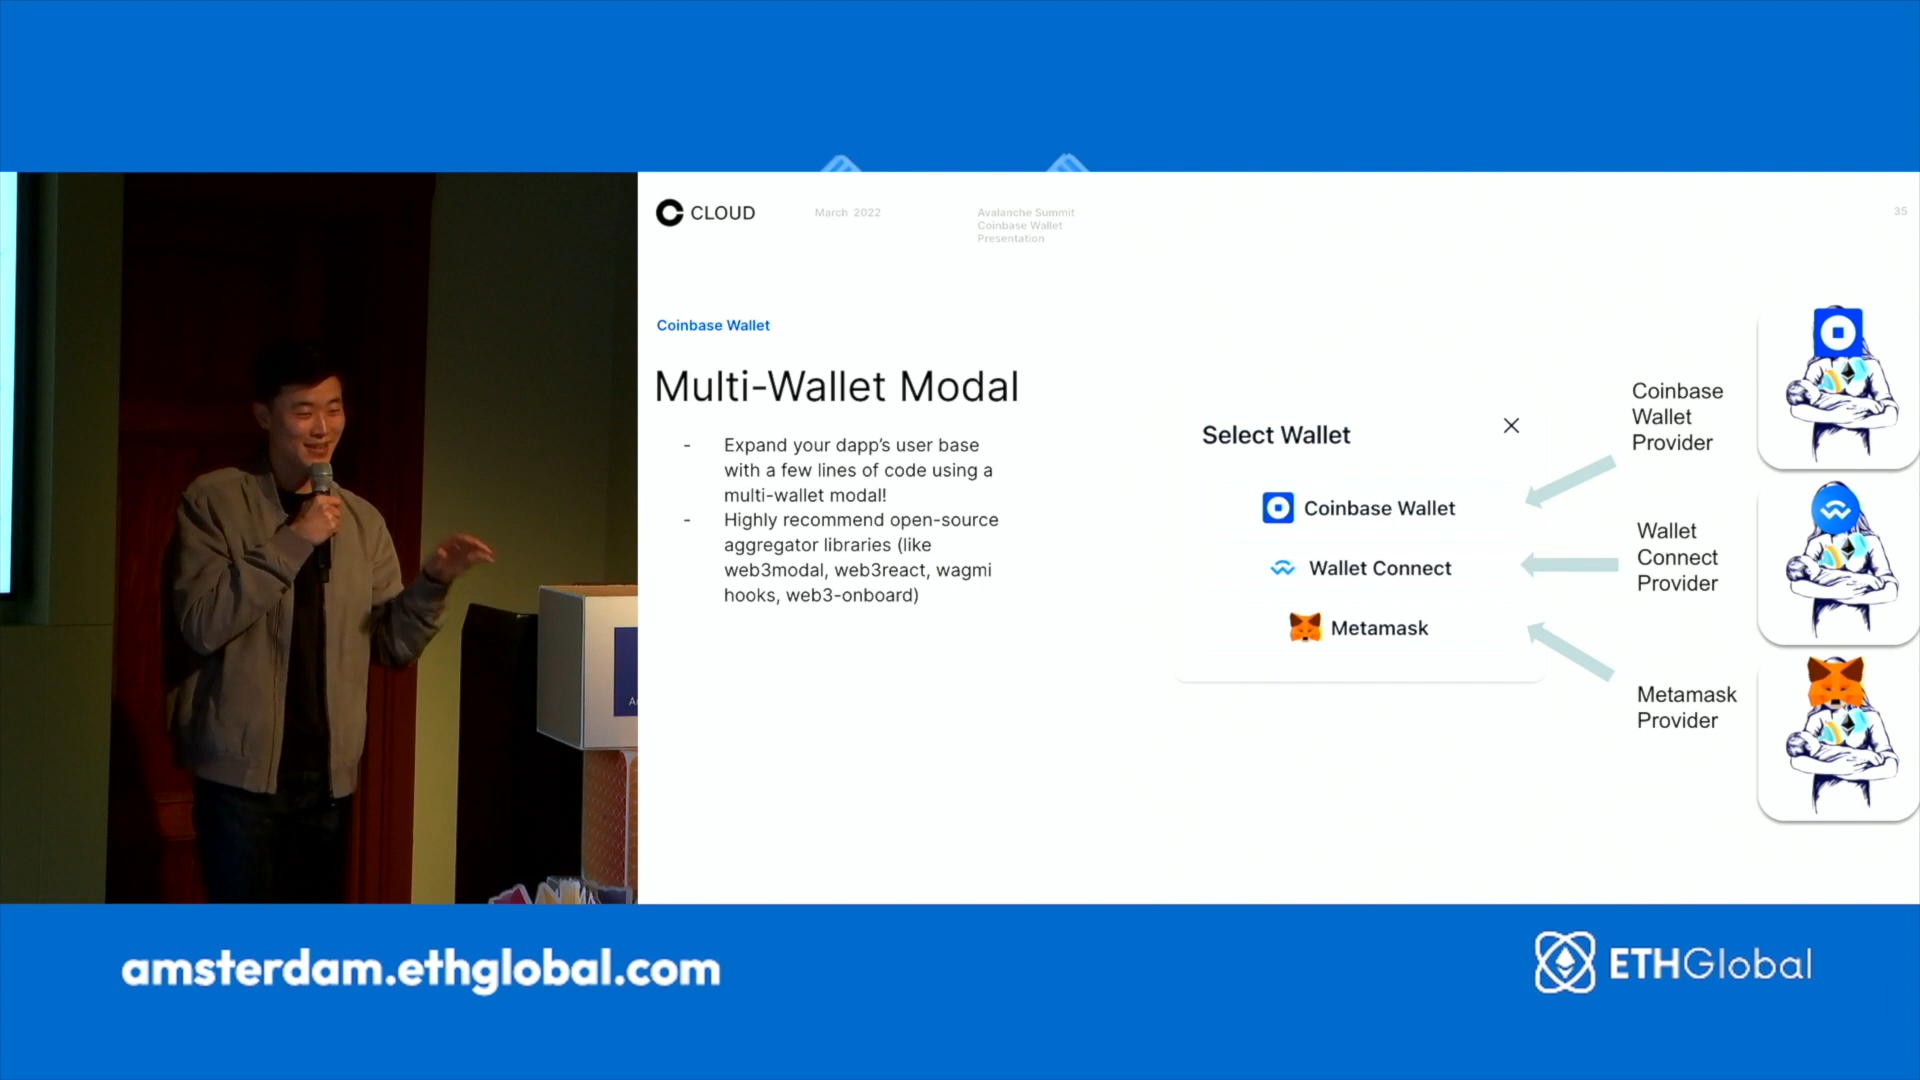 CLOUD
March 2022
Avalanche Summit
Coinbase Wallet
Presentation
35
Coinbase Wallet
Multi-Wallet Modal
- Expand your dapp's user base
with a few lines of code using a
multi-wallet modal!
- Highly recommend open-source
aggregator libraries (like
web3modal, web3react, wagmi
hooks, web3-onboard)
Select Wallet
Coinbase Wallet
Wallet Connect
Metamask
Coinbase
Wallet
Provider
Wallet
Connect
Provider
Metamask
Provider
amsterdam.ethglobal.com
ETHGlobal